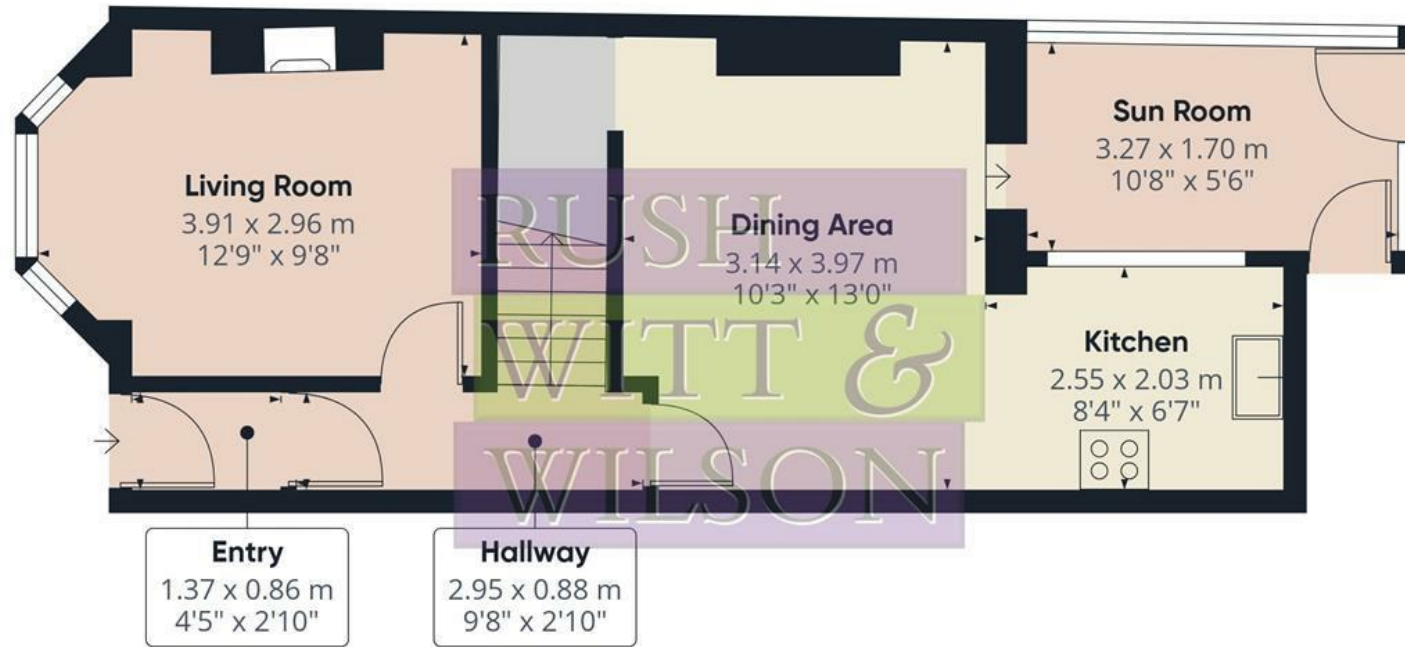 Living Room
3.91 x 2.96 m
12'9" x 9'8"
Dining Area
3.14 x 3.97 m
10'3" x 13'0"
Sun Room
3.27 x 1.70 m
10'8" x 5'6"
Kitchen
2.55 x 2.03 m
8'4" x 6'7"
RUSH
WITT &
WILSON
Entry
1.37 x 0.86 m
4'5" x 2'10"
Hallway
2.95 x 0.88 m
9'8" x 2'10"